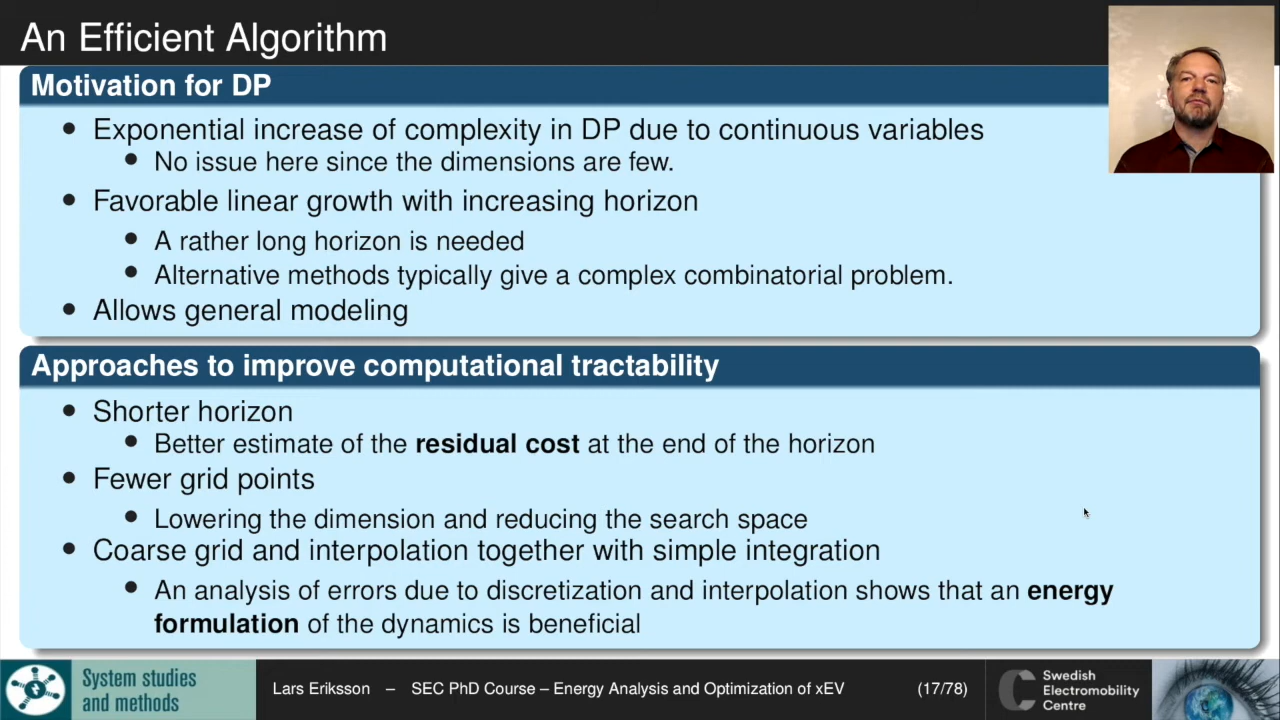 An Efficient Algorithm
Motivation for DP
Exponential increase of complexity in DP due to continuous variables
No issue here since the dimensions are few.
Favorable linear growth with increasing horizon
A rather long horizon is needed
Alternative methods typically give a complex combinatorial problem.
Allows general modeling
Approaches to improve computational tractability
Shorter horizon
Better estimate of the residual cost at the end of the horizon
Fewer grid points
Lowering the dimension and reducing the search space
Coarse grid and interpolation together with simple integration
An analysis of errors due to discretization and interpolation shows that an energy
formulation of the dynamics is beneficial
System studies
and methods
Lars Eriksson – SEC PhD Course – Energy Analysis and Optimization of xEV
(17/78)
Swedish
Electromobility
Centre